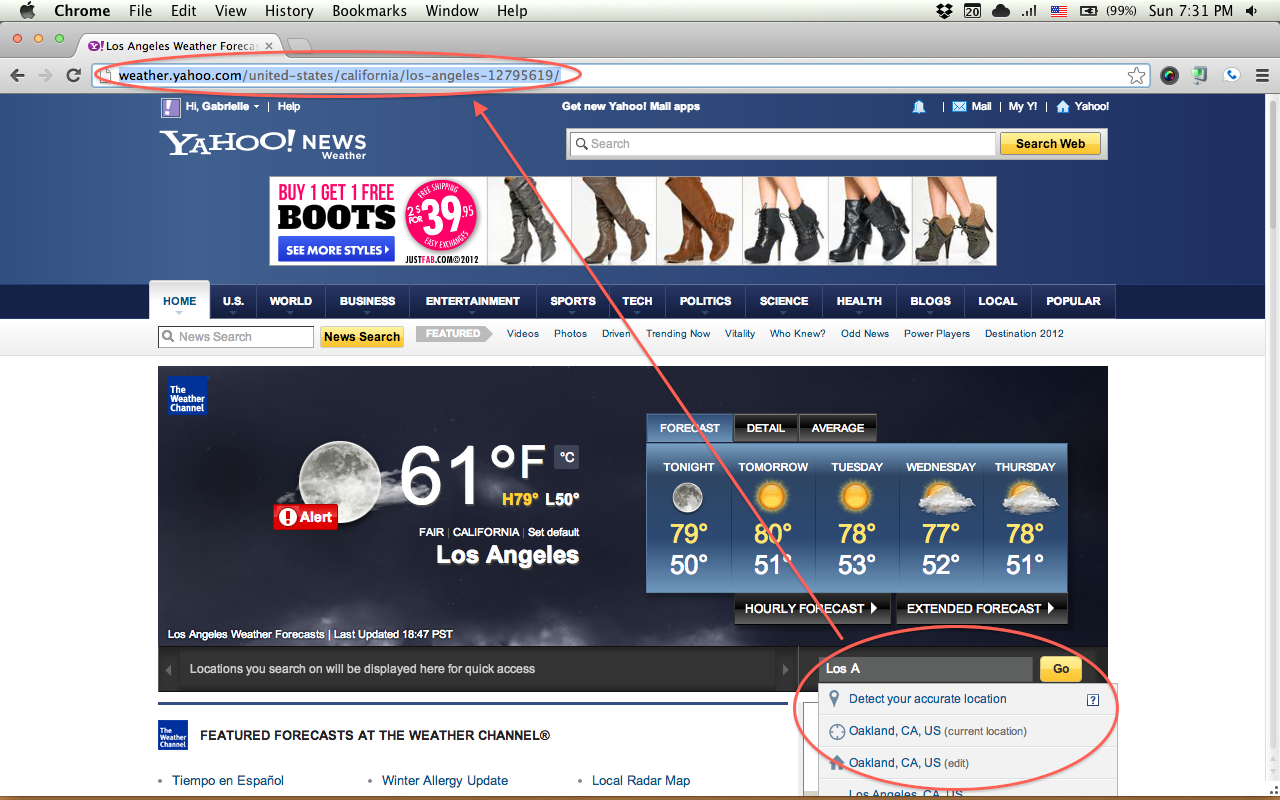 Chrome File Edit View History Bookmarks Window Help 20 (99%) Sun 7:31 PM
Y! Los Angeles Weather Forecas
weather.yahoo.com/united-states/california/los-angeles-12795619/
Hi, Gabrielle | Help Get new Yahoo! Mail apps | Mail | My Y! | Yahoo!
YAHOO! NEWS
Weather
Search Search Web
BUY 1 GET 1 FREE
BOOTS
SEE MORE STYLES
FREE SHIPPING
2 $ FOR 39.95
EASY EXCHANGES
JUSTFAB.COM©2012
HOME U.S. WORLD BUSINESS ENTERTAINMENT SPORTS TECH POLITICS SCIENCE HEALTH BLOGS LOCAL POPULAR
News Search News Search FEATURED Videos Photos Driven Trending Now Vitality Who Knew? Odd News Power Players Destination 2012
The
Weather
Channel
61°F °C
H79° L50°
Alert
FAIR | CALIFORNIA | Set default
Los Angeles
FORECAST DETAIL AVERAGE
TONIGHT TOMORROW TUESDAY WEDNESDAY THURSDAY
79° 80° 78° 77° 78°
50° 51° 53° 52° 51°
HOURLY FORECAST EXTENDED FORECAST
Los Angeles Weather Forecasts | Last Updated 18:47 PST
Locations you search on will be displayed here for quick access
Los A Go
Detect your accurate location ?
Oakland, CA, US (current location)
Oakland, CA, US (edit)
Los Angeles, CA, US
The
Weather
Channel
FEATURED FORECASTS AT THE WEATHER CHANNEL®
• Tiempo en Español • Winter Allergy Update • Local Radar Map